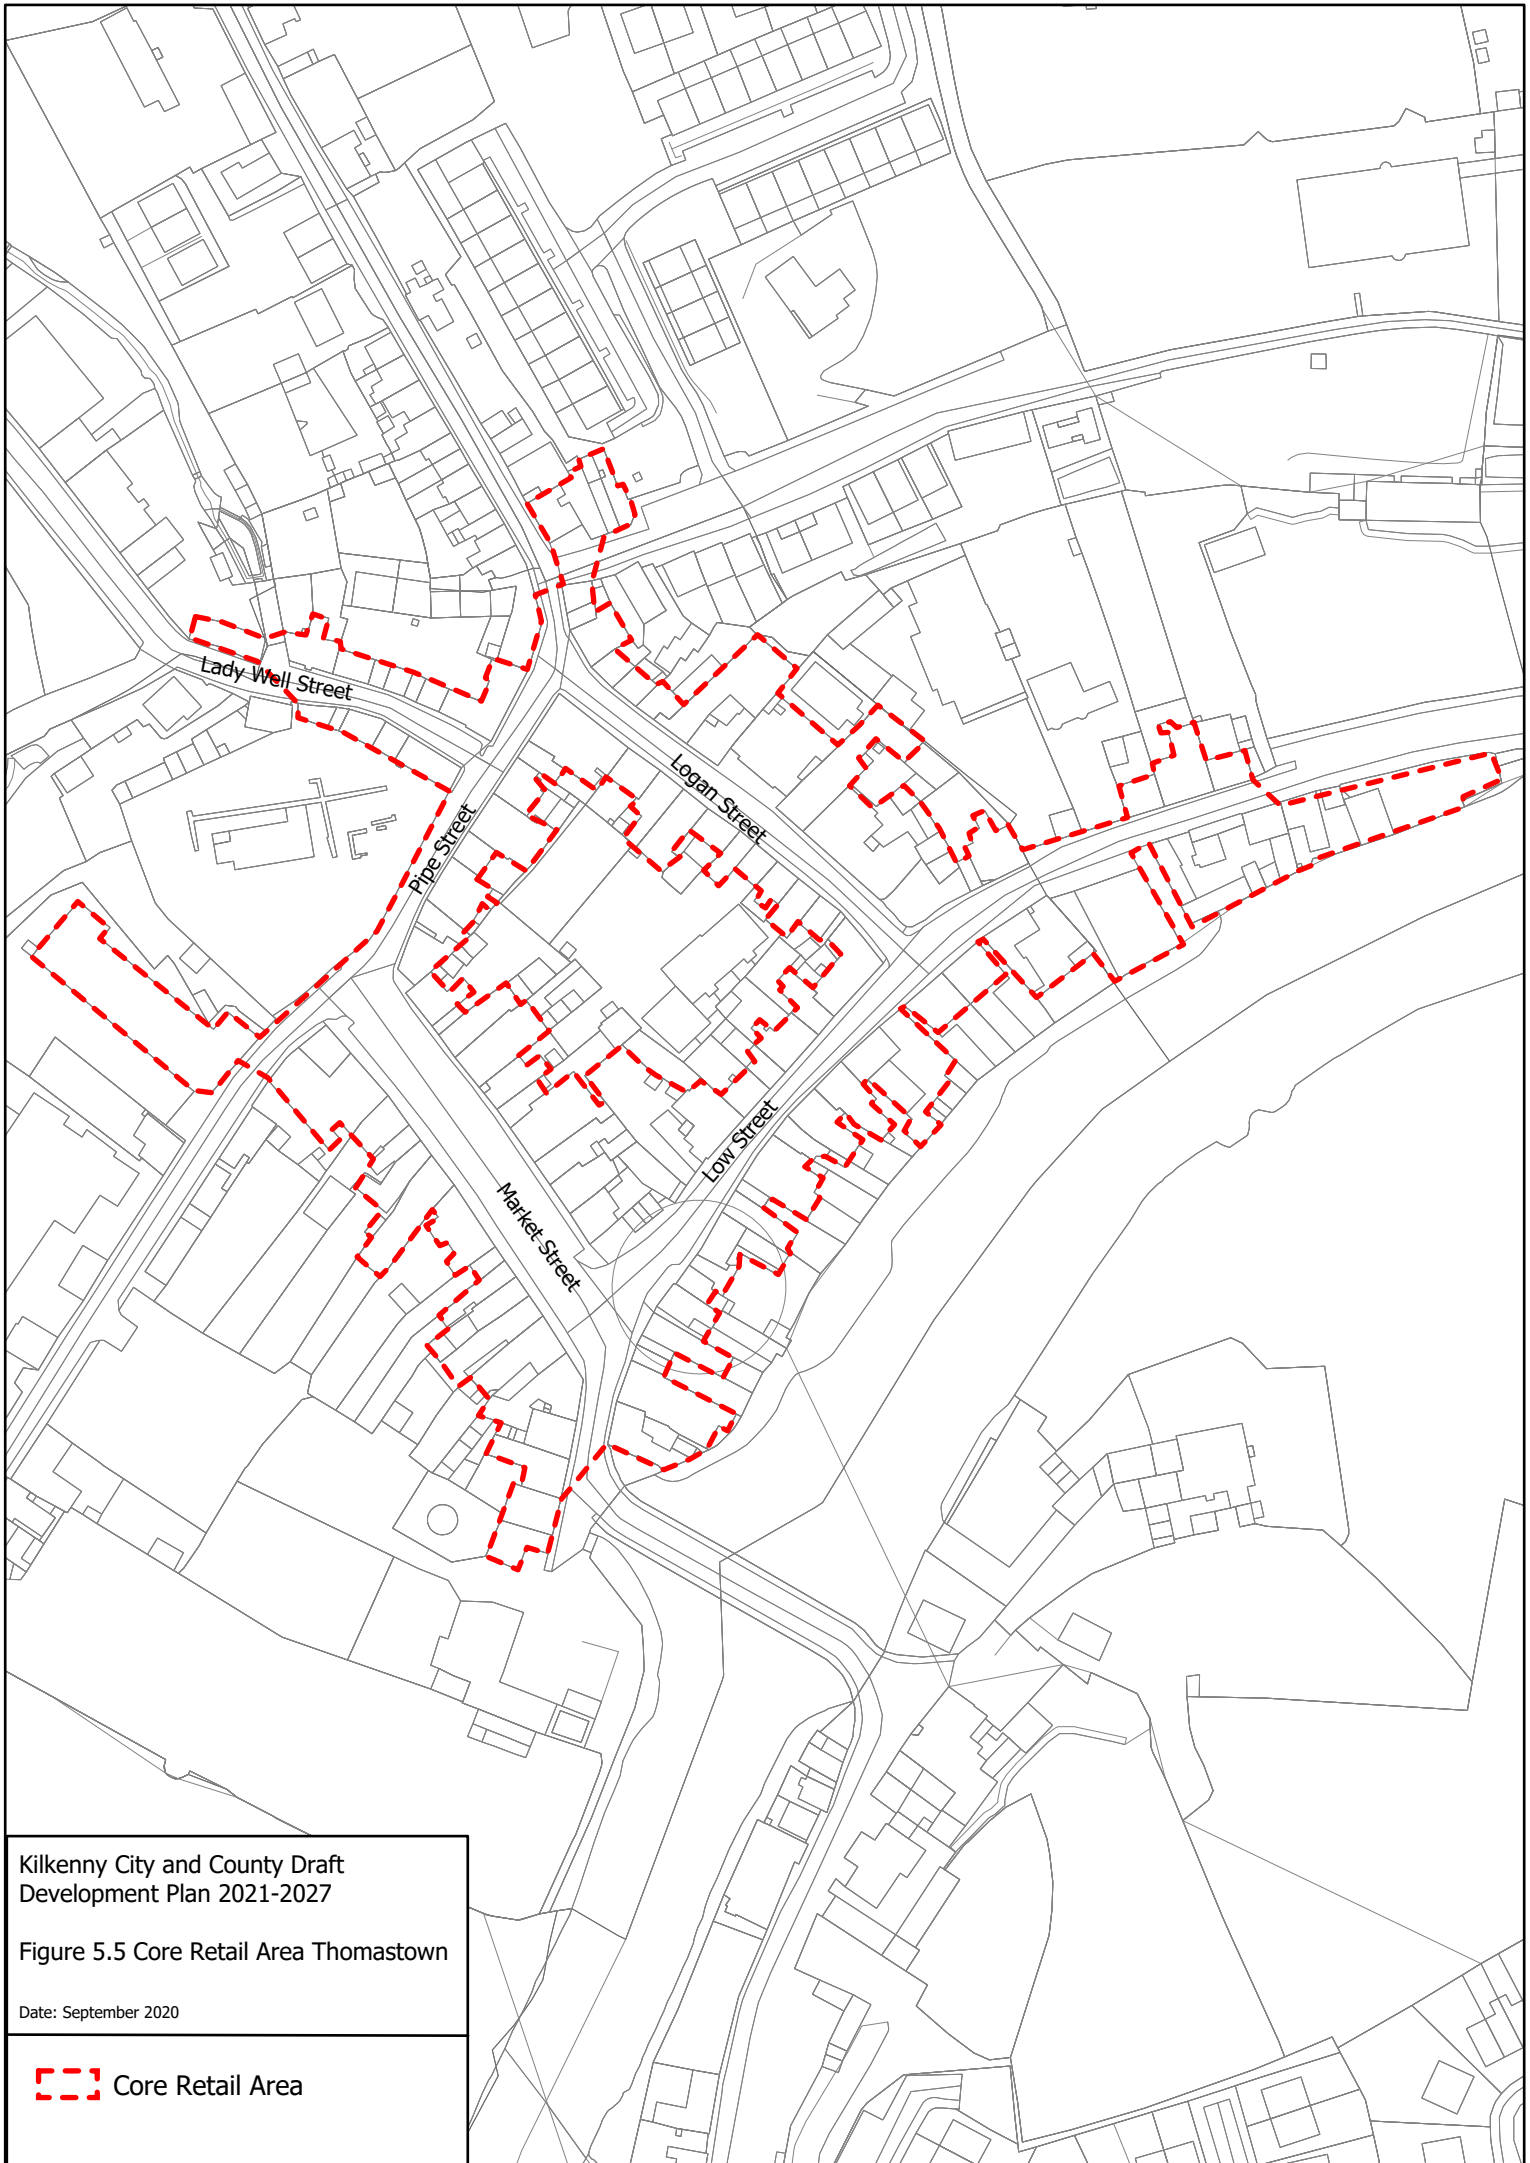 Lady Well Street
Logan Street
Pipe Street
Low Street
Market Street
Kilkenny City and County Draft
Development Plan 2021-2027
Figure 5.5 Core Retail Area Thomastown
Date: September 2020
Core Retail Area